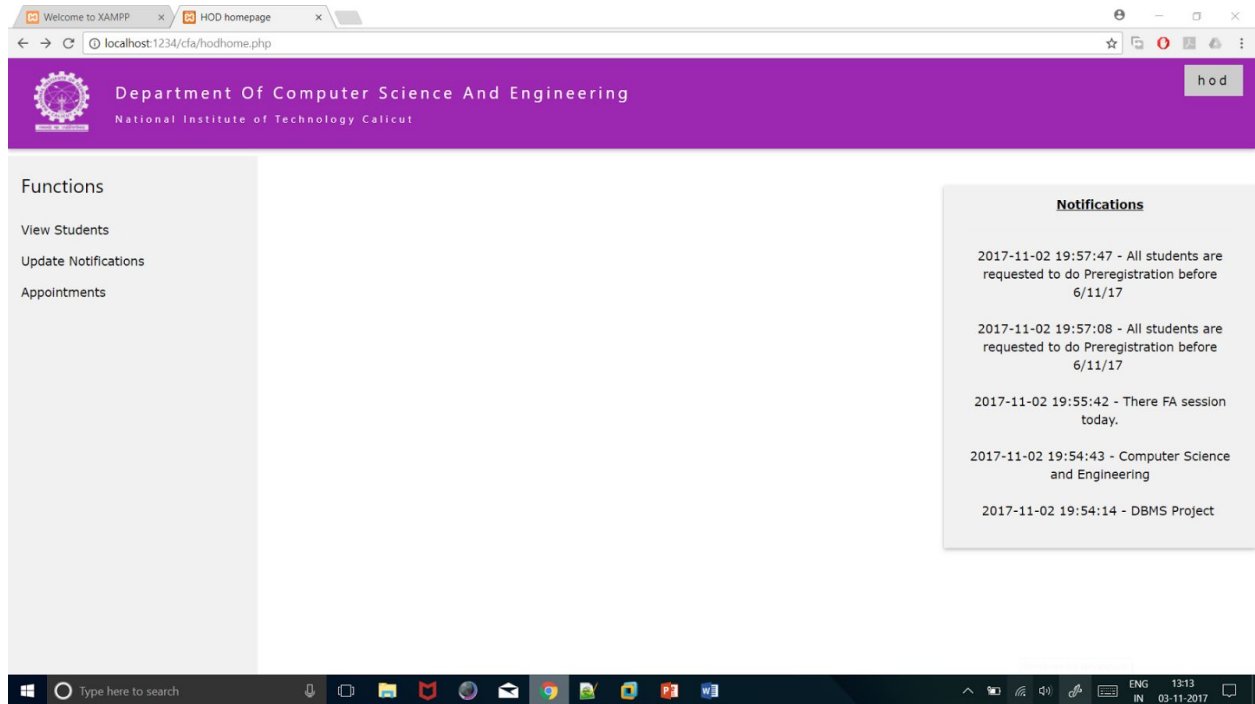 Welcome to XAMPP
HOD homepage
localhost:1234/cfa/hodhome.php
Department Of Computer Science And Engineering
National Institute of Technology Calicut
hod
Functions
View Students
Update Notifications
Appointments
Notifications
2017-11-02 19:57:47 - All students are
requested to do Preregistration before
6/11/17
2017-11-02 19:57:08 - All students are
requested to do Preregistration before
6/11/17
2017-11-02 19:55:42 - There FA session
today.
2017-11-02 19:54:43 - Computer Science
and Engineering
2017-11-02 19:54:14 - DBMS Project
Type here to search
ENG
IN
13:13
03-11-2017